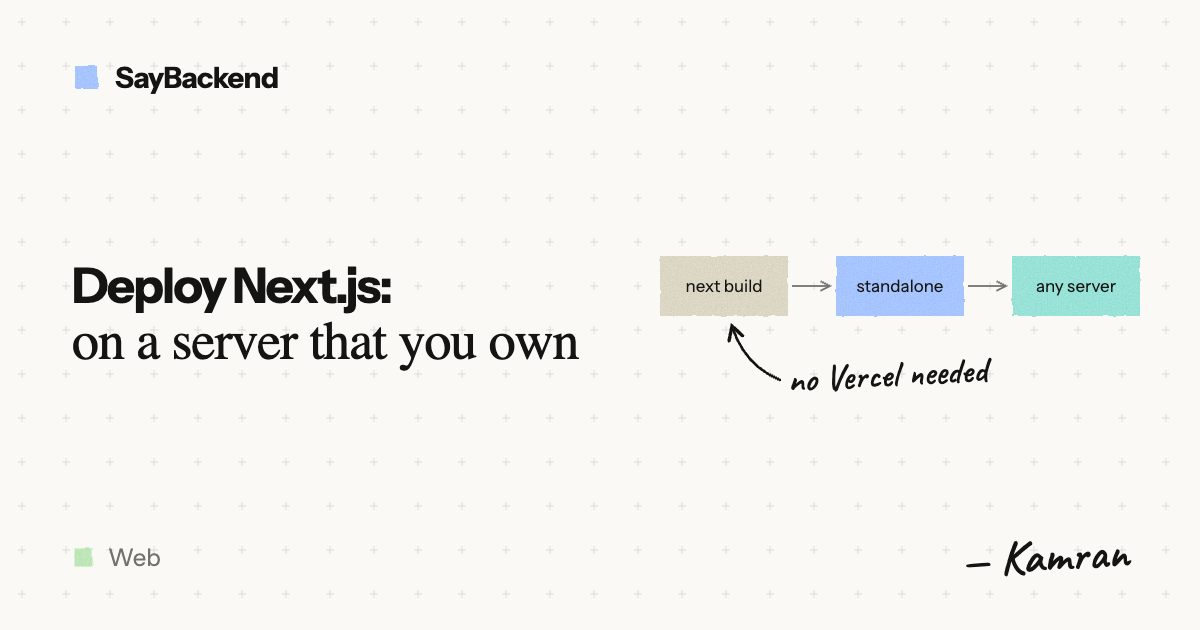 SayBackend
Deploy Next.js:
on a server that you own
next build
standalone
any server
no Vercel needed
Web
— Kamran